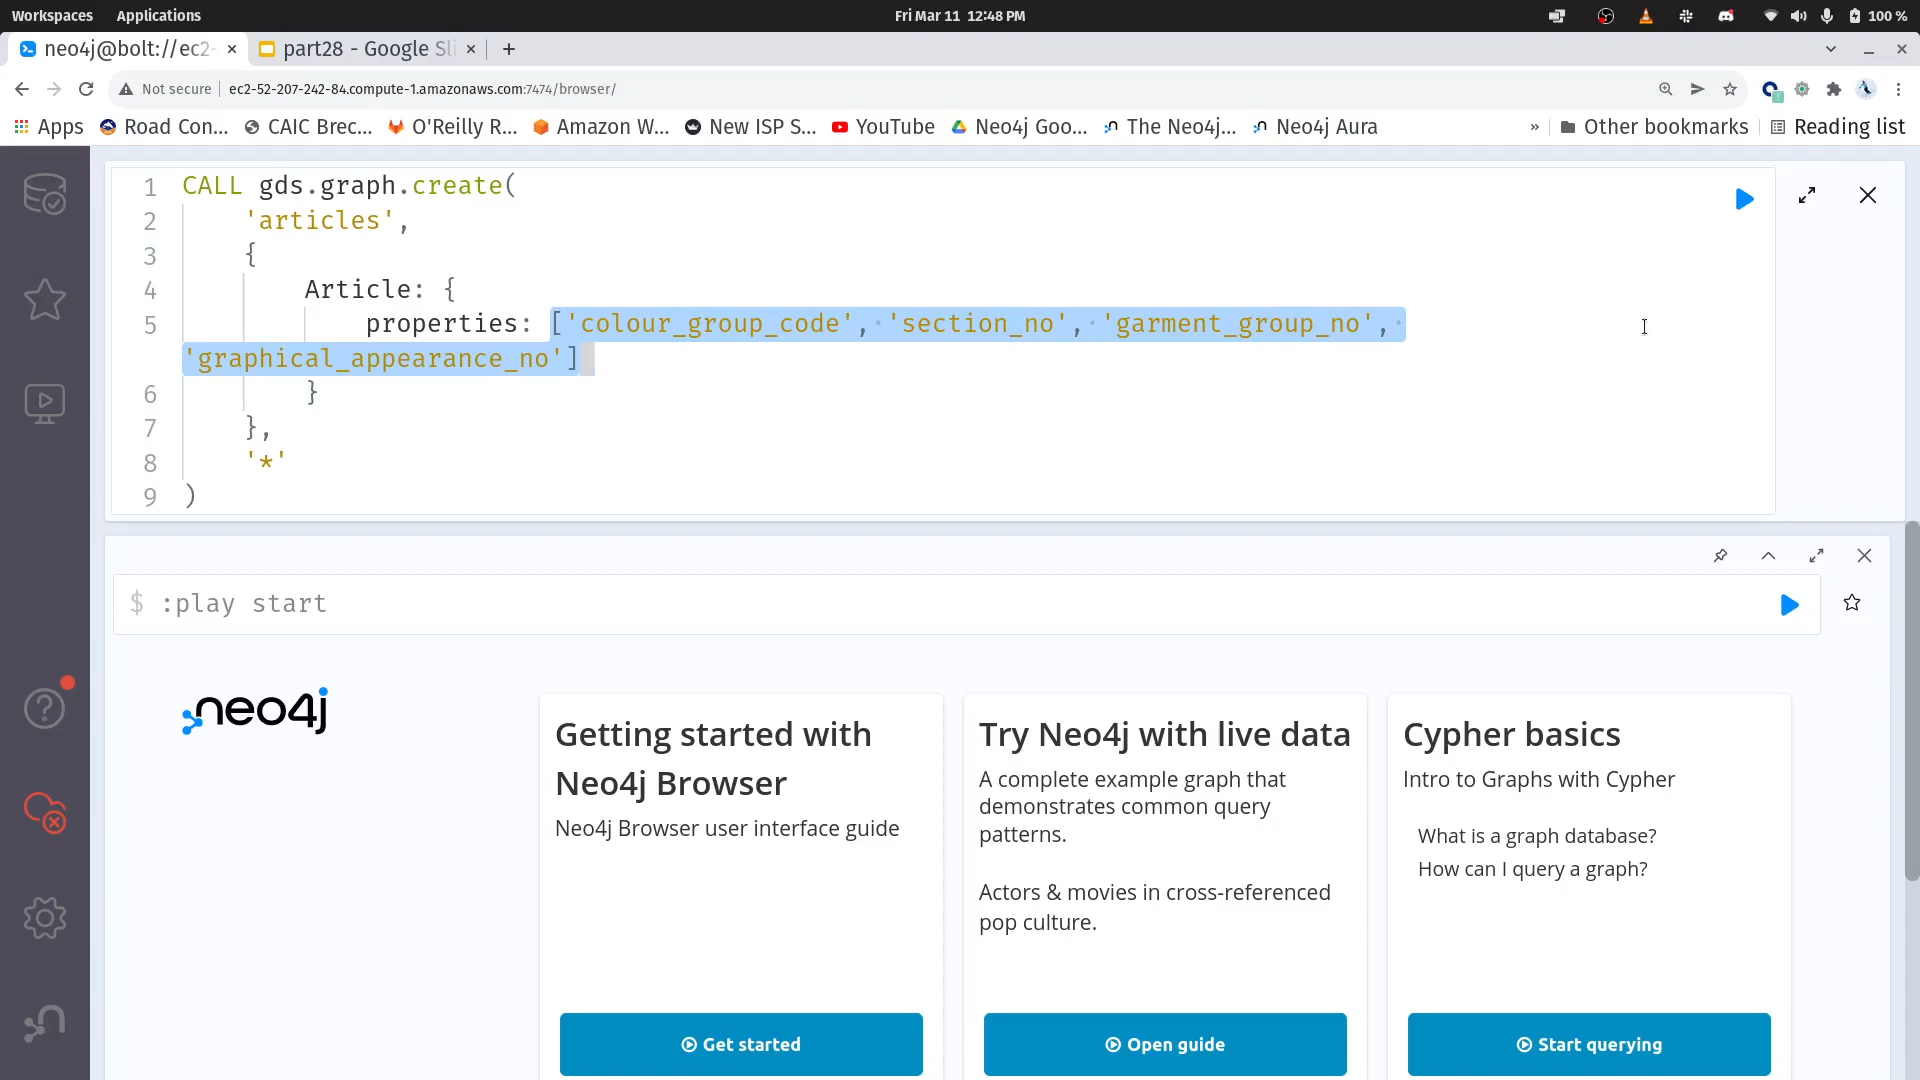 Workspaces Applications Fri Mar 11 12:48 PM 100 %
neo4j@bolt://ec2- part28 - Google Sli
Not secure ec2-52-207-242-84.compute-1.amazonaws.com:7474/browser/
Apps Road Con... CAIC Brec... O'Reilly R... Amazon W... New ISP S... YouTube Neo4j Goo... The Neo4j... Neo4j Aura » Other bookmarks Reading list
1 CALL gds.graph.create(
2 'articles',
3 {
4 Article: {
5 properties: ['colour_group_code', 'section_no', 'garment_group_no',
'graphical_appearance_no']
6 }
7 },
8 '*'
9 )
$ :play start
neo4j
Getting started with
Neo4j Browser
Neo4j Browser user interface guide
Get started
Try Neo4j with live data
A complete example graph that
demonstrates common query
patterns.
Actors & movies in cross-referenced
pop culture.
Open guide
Cypher basics
Intro to Graphs with Cypher
What is a graph database?
How can I query a graph?
Start querying